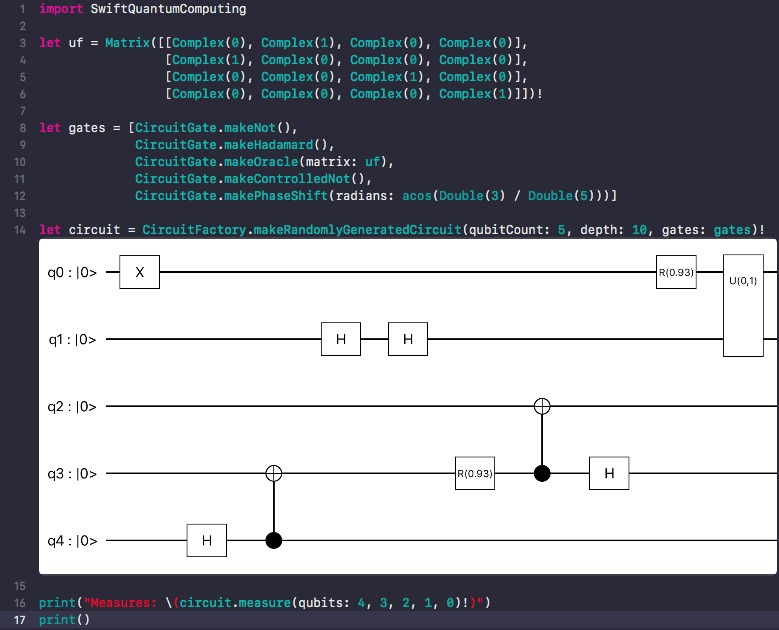 1 import SwiftQuantumComputing
2
3 let uf = Matrix([[Complex(0), Complex(1), Complex(0), Complex(0)],
4 [Complex(1), Complex(0), Complex(0), Complex(0)],
5 [Complex(0), Complex(0), Complex(1), Complex(0)],
6 [Complex(0), Complex(0), Complex(0), Complex(1)]])!
7
8 let gates = [CircuitGate.makeNot(),
9 CircuitGate.makeHadamard(),
10 CircuitGate.makeOracle(matrix: uf),
11 CircuitGate.makeControlledNot(),
12 CircuitGate.makePhaseShift(radians: acos(Double(3) / Double(5)))]
13
14 let circuit = CircuitFactory.makeRandomlyGeneratedCircuit(qubitCount: 5, depth: 10, gates: gates)!
q0 : |0> X R(0.93) U(0,1)
q1 : |0> H H
q2 : |0>
q3 : |0> R(0.93) H
q4 : |0> H
15
16 print("Measures: \(circuit.measure(qubits: 4, 3, 2, 1, 0)!)")
17 print()